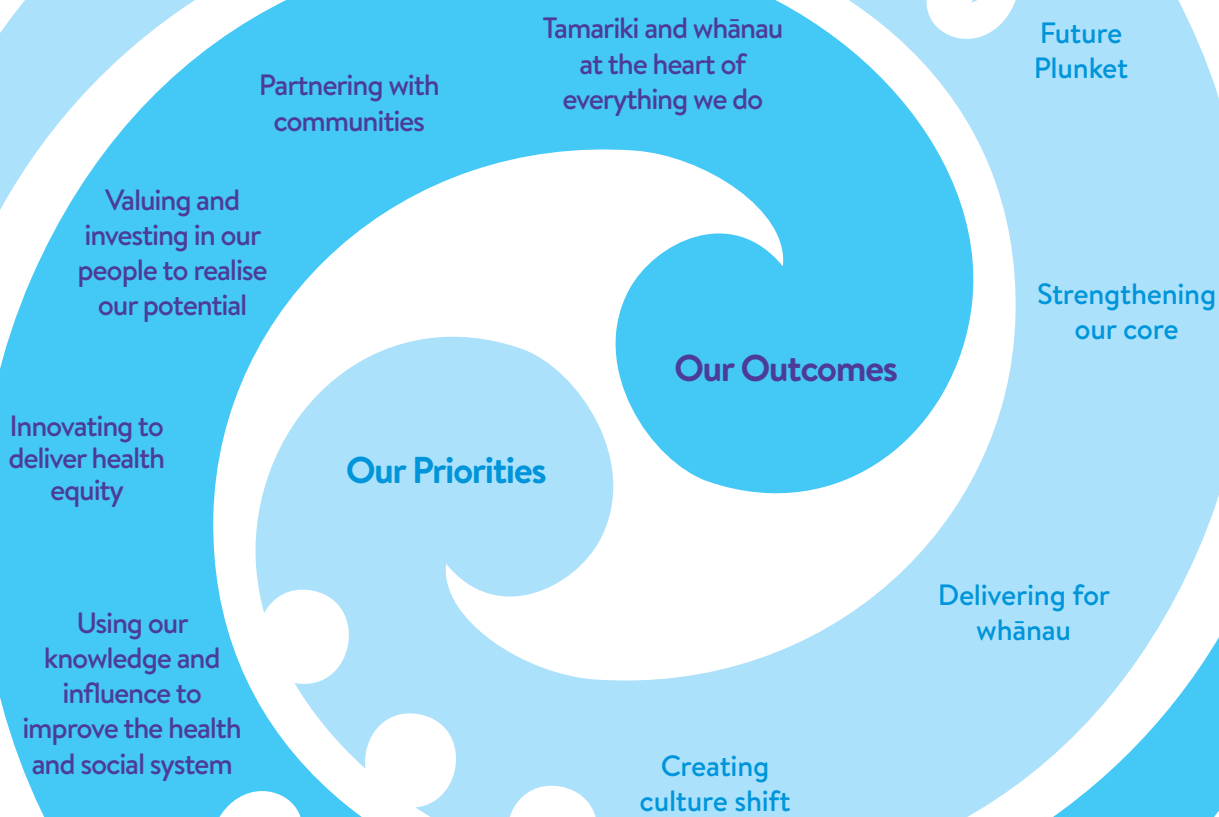 Tamariki and whānau
at the heart of
everything we do
Partnering with
communities
Valuing and
investing in our
people to realise
our potential
Innovating to
deliver health
equity
Using our
knowledge and
influence to
improve the health
and social system
Our Outcomes
Our Priorities
Future
Plunket
Strengthening
our core
Delivering for
whānau
Creating
culture shift